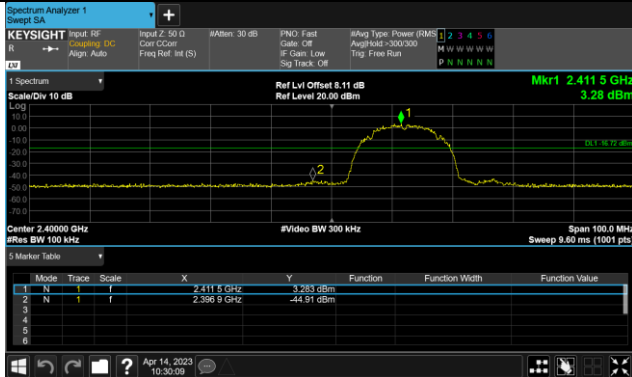 Spectrum Analyzer 1
Swept SA
+
KEYSIGHT
R
LXI
Input: RF
Coupling: DC
Align: Auto
Input Z: 50 Ω
Corr CCorr
Freq Ref: Int (S)
#Atten: 30 dB
PNO: Fast
Gate: Off
IF Gain: Low
Sig Track: Off
#Avg Type: Power (RMS
Avg|Hold:>300/300
Trig: Free Run
1 2 3 4 5 6
M W W W W W
P N N N N N
1 Spectrum
Scale/Div 10 dB
Ref Lvl Offset 8.11 dB
Ref Level 20.00 dBm
Mkr1 2.411 5 GHz
3.28 dBm
Log
10.0
0.00
-10.0
-20.0
-30.0
-40.0
-50.0
-60.0
-70.0
1
2
DL1 -16.72 dBm
Center 2.40000 GHz
#Res BW 100 kHz
#Video BW 300 kHz
Span 100.0 MHz
Sweep 9.60 ms (1001 pts)
5 Marker Table
Mode Trace Scale X Y Function Function Width Function Value
1 N 1 f 2.411 5 GHz 3.283 dBm
2 N 1 f 2.396 9 GHz -44.91 dBm
3
4
5
6
?
Apr 14, 2023
10:30:09